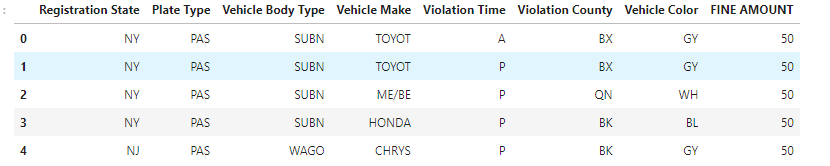 : Registration State Plate Type Vehicle Body Type Vehicle Make Violation Time Violation County Vehicle Color FINE AMOUNT
0 NY PAS SUBN TOYOT A BX GY 50
1 NY PAS SUBN TOYOT P BX GY 50
2 NY PAS SUBN ME/BE P QN WH 50
3 NY PAS SUBN HONDA P BK BL 50
4 NJ PAS WAGO CHRYS P BK GY 50